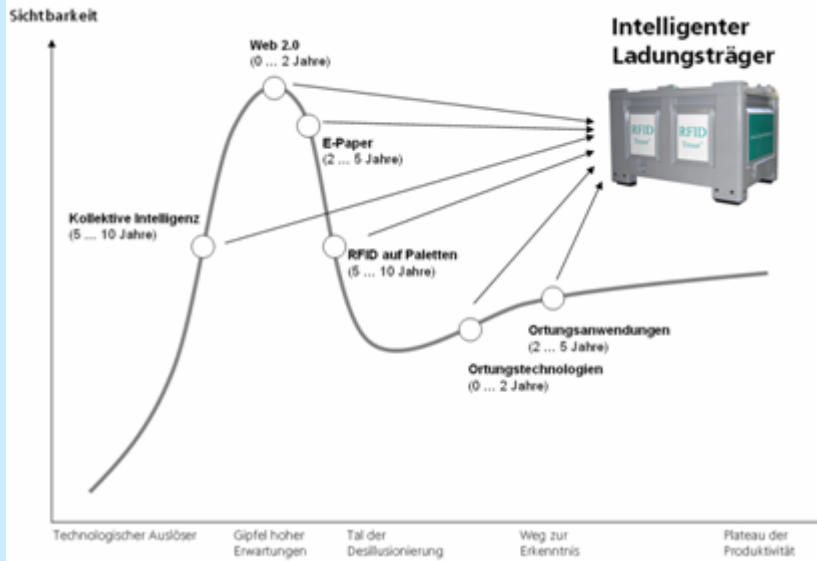 Sichtbarkeit
Intelligenter
Ladungsträger
Web 2.0
(0 ... 2 Jahre)
E-Paper
(2 ... 5 Jahre)
RFID
RFID
Kollektive Intelligenz
(5 ... 10 Jahre)
RFID auf Paletten
(5 ... 10 Jahre)
Ortungsanwendungen
(2 ... 5 Jahre)
Ortungstechnologien
(0 ... 2 Jahre)
Technologischer Auslöser
Gipfel hoher
Erwartungen
Tal der
Desillusionierung
Weg zur
Erkenntnis
Plateau der
Produktivität